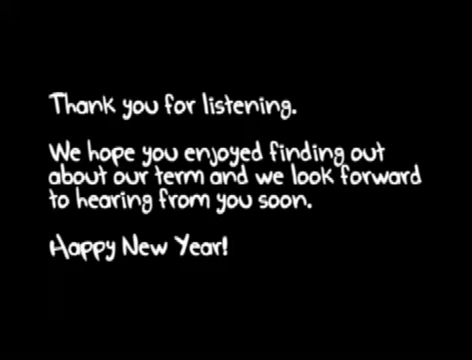 Thank you for listening.
We hope you enjoyed finding out
about our term and we look forward
to hearing from you soon.
Happy New Year!